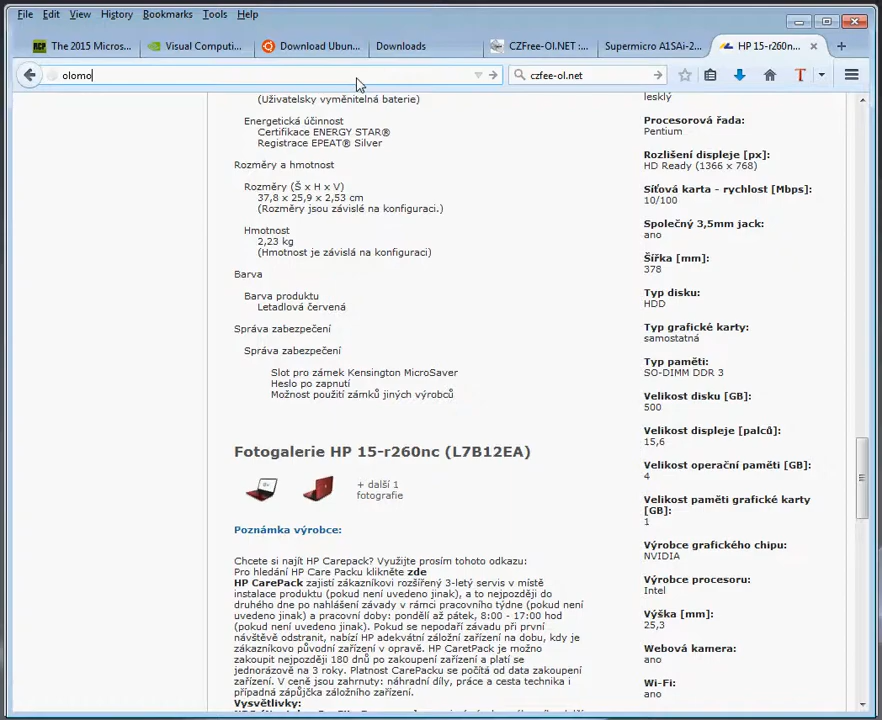 File Edit View History Bookmarks Tools Help
The 2015 Micros...
Visual Computi...
Download Ubun...
Downloads
CZFree-Ol.NET :...
Supermicro A1SAi-2...
HP 15-r260nc...
olomo
czfee-ol.net
(Uživatelsky vyměnitelná baterie)
Energetická účinnost
Certifikace ENERGY STAR®
Registrace EPEAT® Silver
Rozměry a hmotnost
Rozměry (Š x H x V)
37,8 x 25,9 x 2,53 cm
(Rozměry jsou závislé na konfiguraci.)
Hmotnost
2,23 kg
(Hmotnost je závislá na konfiguraci)
Barva
Barva produktu
Letadlová červená
Správa zabezpečení
Správa zabezpečení
Slot pro zámek Kensington MicroSaver
Heslo po zapnutí
Možnost použití zámků jiných výrobců
Fotogalerie HP 15-r260nc (L7B12EA)
+ další 1
fotografie
Poznámka výrobce:
Chcete si najít HP Carepack? Využijte prosím tohoto odkazu:
Pro hledání HP Care Packu klikněte zde
HP CarePack zajistí zákazníkovi rozšířený 3-letý servis v místě
instalace produktu (pokud není uvedeno jinak), a to nejpozději do
druhého dne po nahlášení závady v rámci pracovního týdne (pokud není
uvedeno jinak) a pracovní doby: pondělí až pátek, 8:00 - 17:00 hod
(pokud není uvedeno jinak). Pokud se nepodaří závadu při první
návštěvě odstranit, nabízí HP adekvátní záložní zařízení na dobu, kdy je
zákazníkovo původní zařízení v opravě. HP CaretPack je možno
zakoupit nejpozději 180 dnů po zakoupení zařízení a platí se
jednorázově na 3 roky. Platnost CarePacku se počítá od data zakoupení
zařízení. V ceně jsou zahrnuty: náhradní díly, práce a cesta technika i
případná zápůjčka záložního zařízení.
Vysvětlivky:
lesklý
Procesorová řada:
Pentium
Rozlišení displeje [px]:
HD Ready (1366 x 768)
Síťová karta - rychlost [Mbps]:
10/100
Společný 3,5mm jack:
ano
Šířka [mm]:
378
Typ disku:
HDD
Typ grafické karty:
samostatná
Typ paměti:
SO-DIMM DDR 3
Velikost disku [GB]:
500
Velikost displeje [palců]:
15,6
Velikost operační paměti [GB]:
4
Velikost paměti grafické karty
[GB]:
1
Výrobce grafického chipu:
NVIDIA
Výrobce procesoru:
Intel
Výška [mm]:
25,3
Webová kamera:
ano
Wi-Fi:
ano